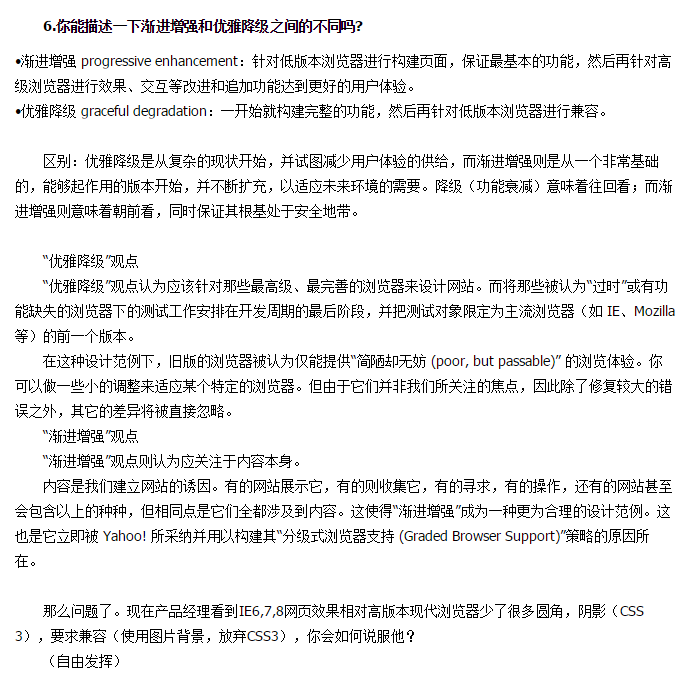 6.你能描述一下渐进增强和优雅降级之间的不同吗?
•渐进增强 progressive enhancement：针对低版本浏览器进行构建页面，保证最基本的功能，然后再针对高
级浏览器进行效果、交互等改进和追加功能达到更好的用户体验。
•优雅降级 graceful degradation：一开始就构建完整的功能，然后再针对低版本浏览器进行兼容。
区别：优雅降级是从复杂的现状开始，并试图减少用户体验的供给，而渐进增强则是从一个非常基础
的，能够起作用的版本开始，并不断扩充，以适应未来环境的需要。降级（功能衰减）意味着往回看；而渐
进增强则意味着朝前看，同时保证其根基处于安全地带。
“优雅降级”观点
“优雅降级”观点认为应该针对那些最高级、最完善的浏览器来设计网站。而将那些被认为“过时”或有功
能缺失的浏览器下的测试工作安排在开发周期的最后阶段，并把测试对象限定为主流浏览器（如 IE、Mozilla
等）的前一个版本。
在这种设计范例下，旧版的浏览器被认为仅能提供“简陋却无妨 (poor, but passable)” 的浏览体验。你
可以做一些小的调整来适应某个特定的浏览器。但由于它们并非我们所关注的焦点，因此除了修复较大的错
误之外，其它的差异将被直接忽略。
“渐进增强”观点
“渐进增强”观点则认为应关注于内容本身。
内容是我们建立网站的诱因。有的网站展示它，有的则收集它，有的寻求，有的操作，还有的网站甚至
会包含以上的种种，但相同点是它们全都涉及到内容。这使得“渐进增强”成为一种更为合理的设计范例。这
也是它立即被 Yahoo! 所采纳并用以构建其“分级式浏览器支持 (Graded Browser Support)”策略的原因所
在。
那么问题了。现在产品经理看到IE6,7,8网页效果相对高版本现代浏览器少了很多圆角，阴影（CSS
3），要求兼容（使用图片背景，放弃CSS3），你会如何说服他？
（自由发挥）